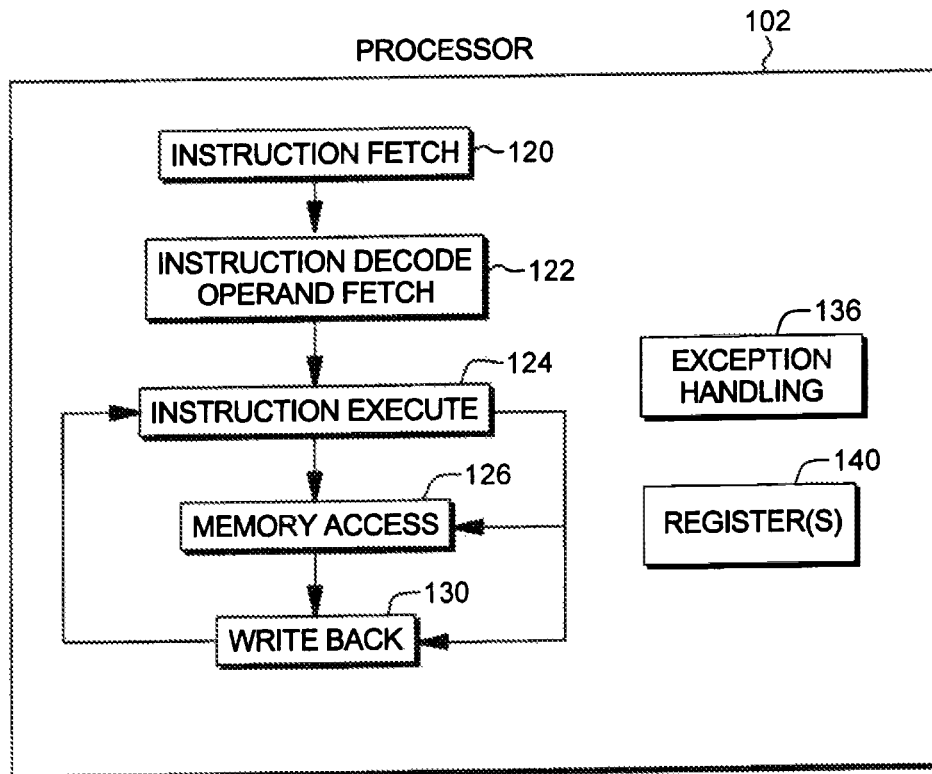 PROCESSOR
102
INSTRUCTION FETCH
120
INSTRUCTION DECODE
OPERAND FETCH
122
136
EXCEPTION
HANDLING
124
INSTRUCTION EXECUTE
140
REGISTER(S)
126
MEMORY ACCESS
130
WRITE BACK